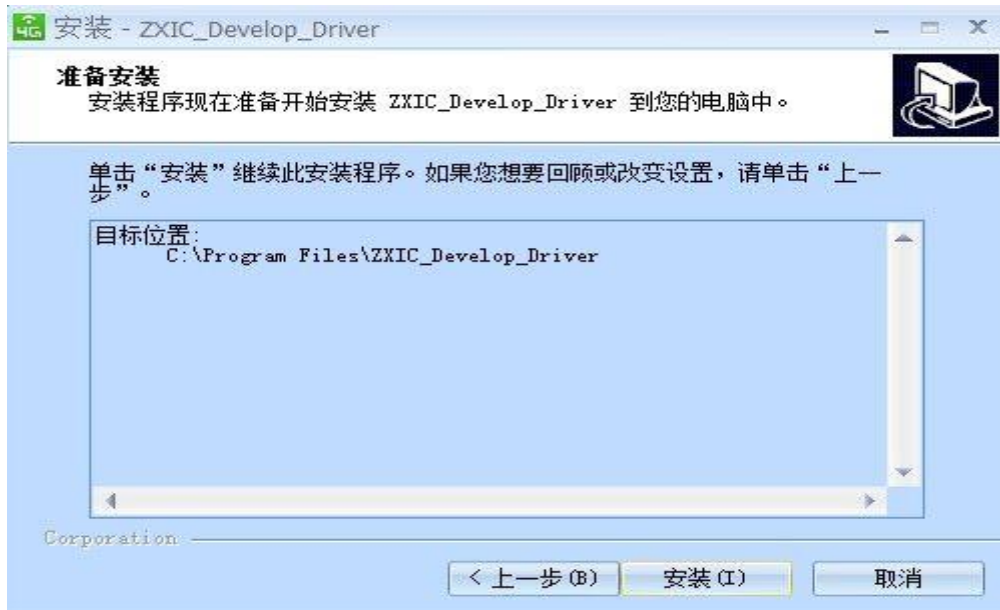 4G
安装 - ZXIC_Develop_Driver
准备安装
安装程序现在准备开始安装 ZXIC_Develop_Driver 到您的电脑中。
单击“安装”继续此安装程序。如果您想要回顾或改变设置，请单击“上一
步”。
目标位置:
C:\Program Files\ZXIC_Develop_Driver
Corporation
< 上一步(B)
安装(I)
取消